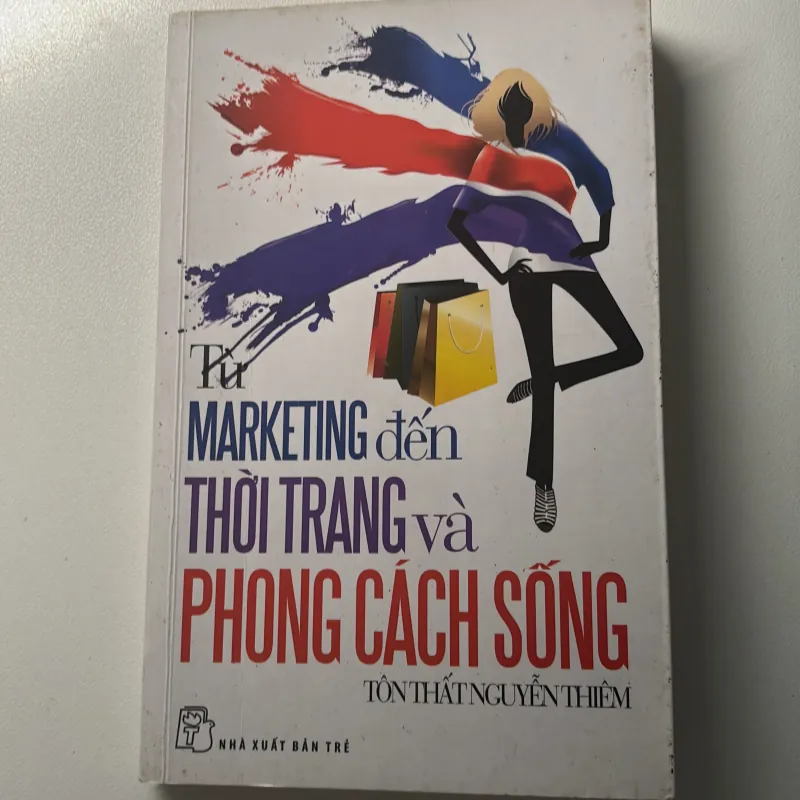 Từ
MARKETING đến
THỜI TRANG và
PHONG CÁCH SỐNG
TÔN THẤT NGUYỄN THIÊM
NHÀ XUẤT BẢN TRẺ